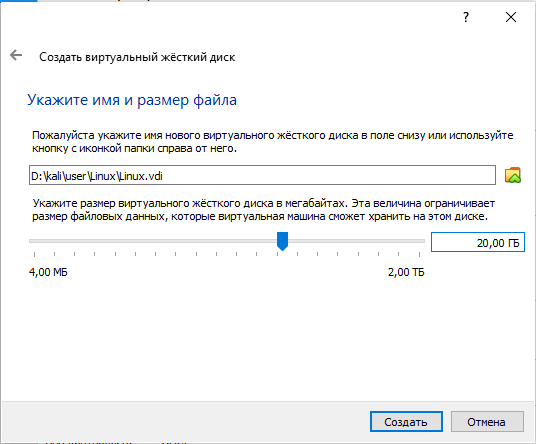 ?
Создать виртуальный жёсткий диск
Укажите имя и размер файла
Пожалуйста укажите имя нового виртуального жёсткого диска в поле снизу или используйте
кнопку с иконкой папки справа от него.
D:\kali\user\Linux\Linux.vdi
Укажите размер виртуального жёсткого диска в мегабайтах. Эта величина ограничивает
размер файловых данных, которые виртуальная машина сможет хранить на этом диске.
20,00 ГБ
4,00 МБ 2,00 ТБ
Создать Отмена